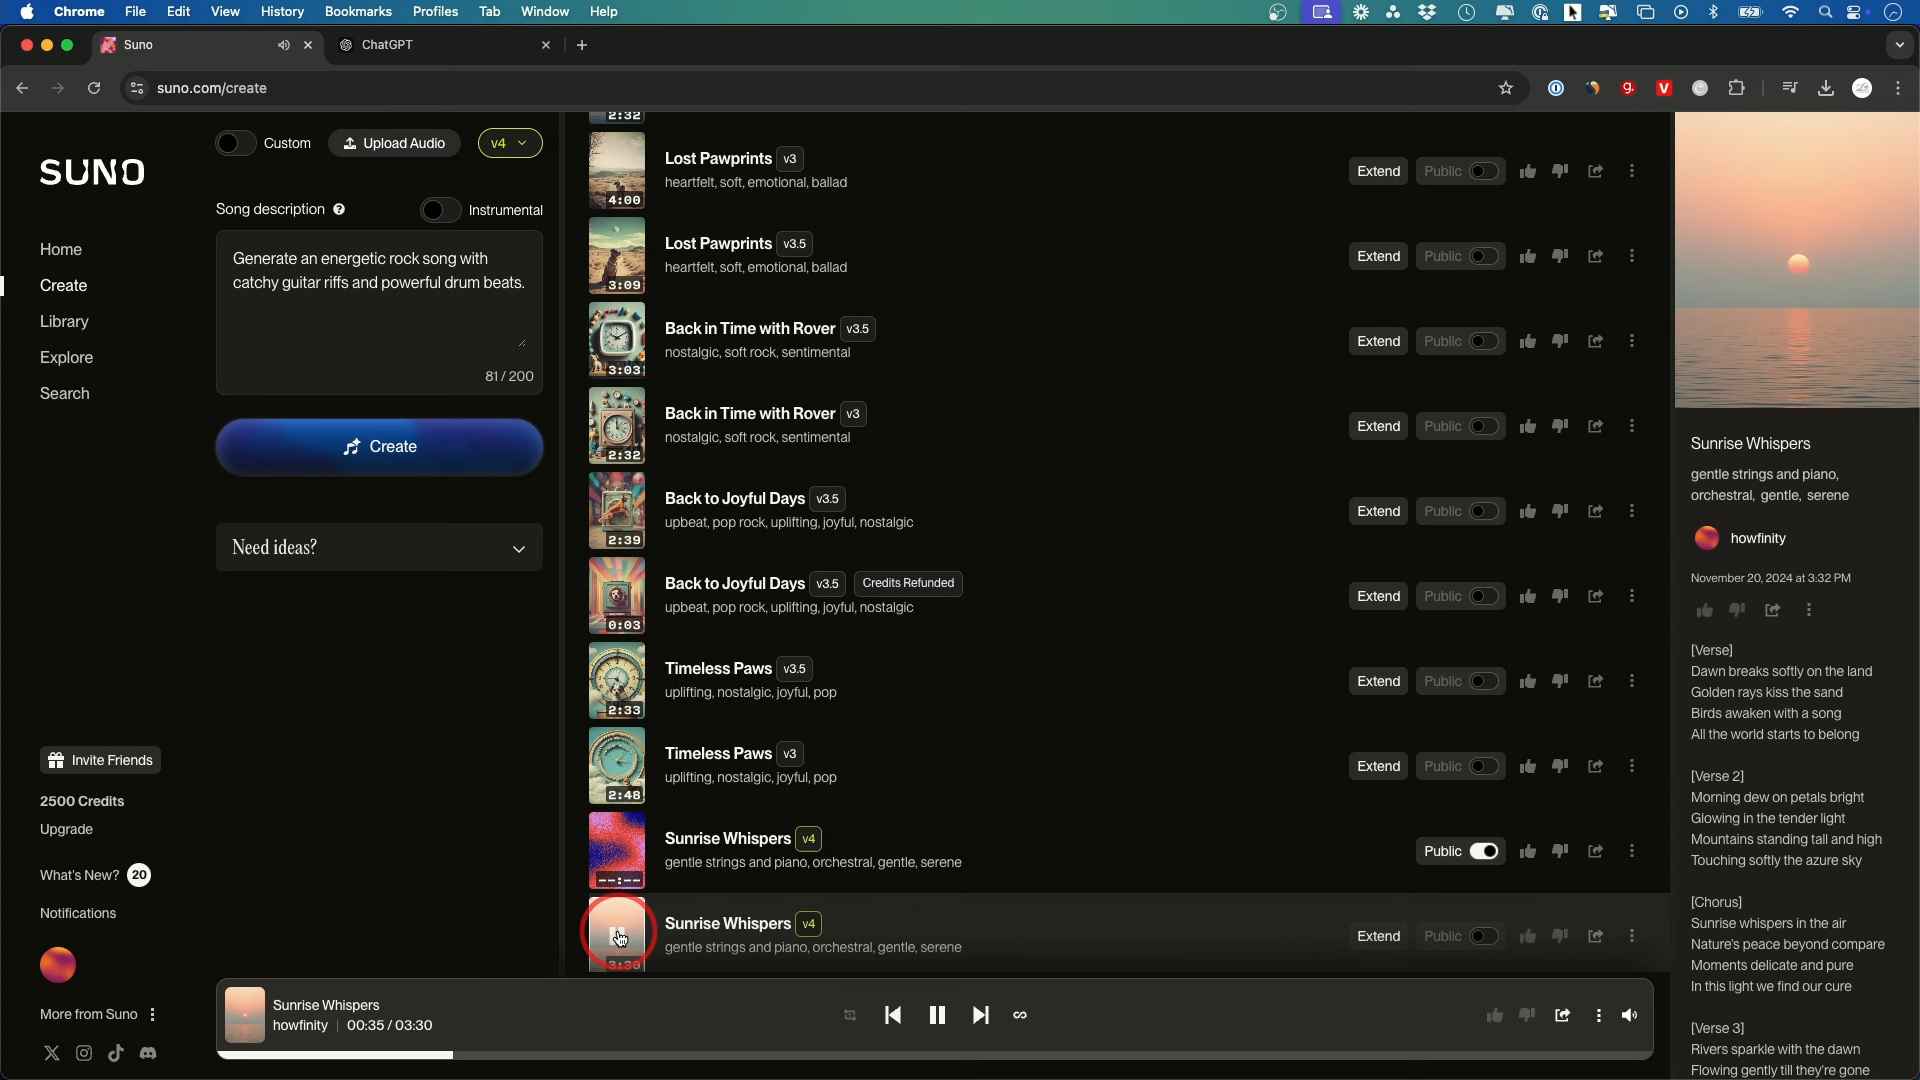 Chrome File Edit View History Bookmarks Profiles Tab Window Help
Suno
ChatGPT
suno.com/create
SUNO
Home
Create
Library
Explore
Search
Invite Friends
2500 Credits
Upgrade
What's New? 20
Notifications
More from Suno
Custom
Upload Audio
v4
Song description
Instrumental
Generate an energetic rock song with
catchy guitar riffs and powerful drum beats.
81 / 200
Create
Need ideas?
2:32
Lost Pawprints v3
heartfelt, soft, emotional, ballad
4:00
Extend Public
Lost Pawprints v3.5
heartfelt, soft, emotional, ballad
3:09
Extend Public
Back in Time with Rover v3.5
nostalgic, soft rock, sentimental
3:03
Extend Public
Back in Time with Rover v3
nostalgic, soft rock, sentimental
2:32
Extend Public
Back to Joyful Days v3.5
upbeat, pop rock, uplifting, joyful, nostalgic
2:39
Extend Public
Back to Joyful Days v3.5 Credits Refunded
upbeat, pop rock, uplifting, joyful, nostalgic
0:03
Extend Public
Timeless Paws v3.5
uplifting, nostalgic, joyful, pop
2:33
Extend Public
Timeless Paws v3
uplifting, nostalgic, joyful, pop
2:48
Extend Public
Sunrise Whispers v4
gentle strings and piano, orchestral, gentle, serene
--:--
Public
Sunrise Whispers v4
gentle strings and piano, orchestral, gentle, serene
3:30
Extend Public
Sunrise Whispers
howfinity | 00:35 / 03:30
Sunrise Whispers
gentle strings and piano,
orchestral, gentle, serene
howfinity
November 20, 2024 at 3:32 PM
[Verse]
Dawn breaks softly on the land
Golden rays kiss the sand
Birds awaken with a song
All the world starts to belong
[Verse 2]
Morning dew on petals bright
Glowing in the tender light
Mountains standing tall and high
Touching softly the azure sky
[Chorus]
Sunrise whispers in the air
Nature's peace beyond compare
Moments delicate and pure
In this light we find our cure
[Verse 3]
Rivers sparkle with the dawn
Flowing gently till they're gone